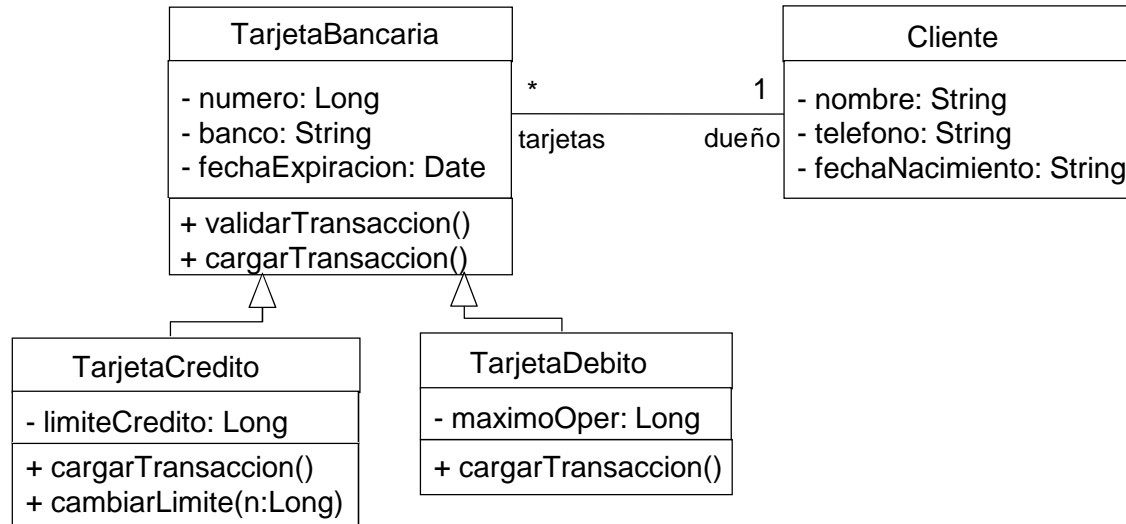 TarjetaBancaria
- numero: Long
- banco: String
- fechaExpiracion: Date
+ validarTransaccion()
+ cargarTransaccion()
*
tarjetas
1
dueño
Cliente
- nombre: String
- telefono: String
- fechaNacimiento: String
TarjetaCredito
- limiteCredito: Long
+ cargarTransaccion()
+ cambiarLimite(n:Long)
TarjetaDebito
- maximoOper: Long
+ cargarTransaccion()